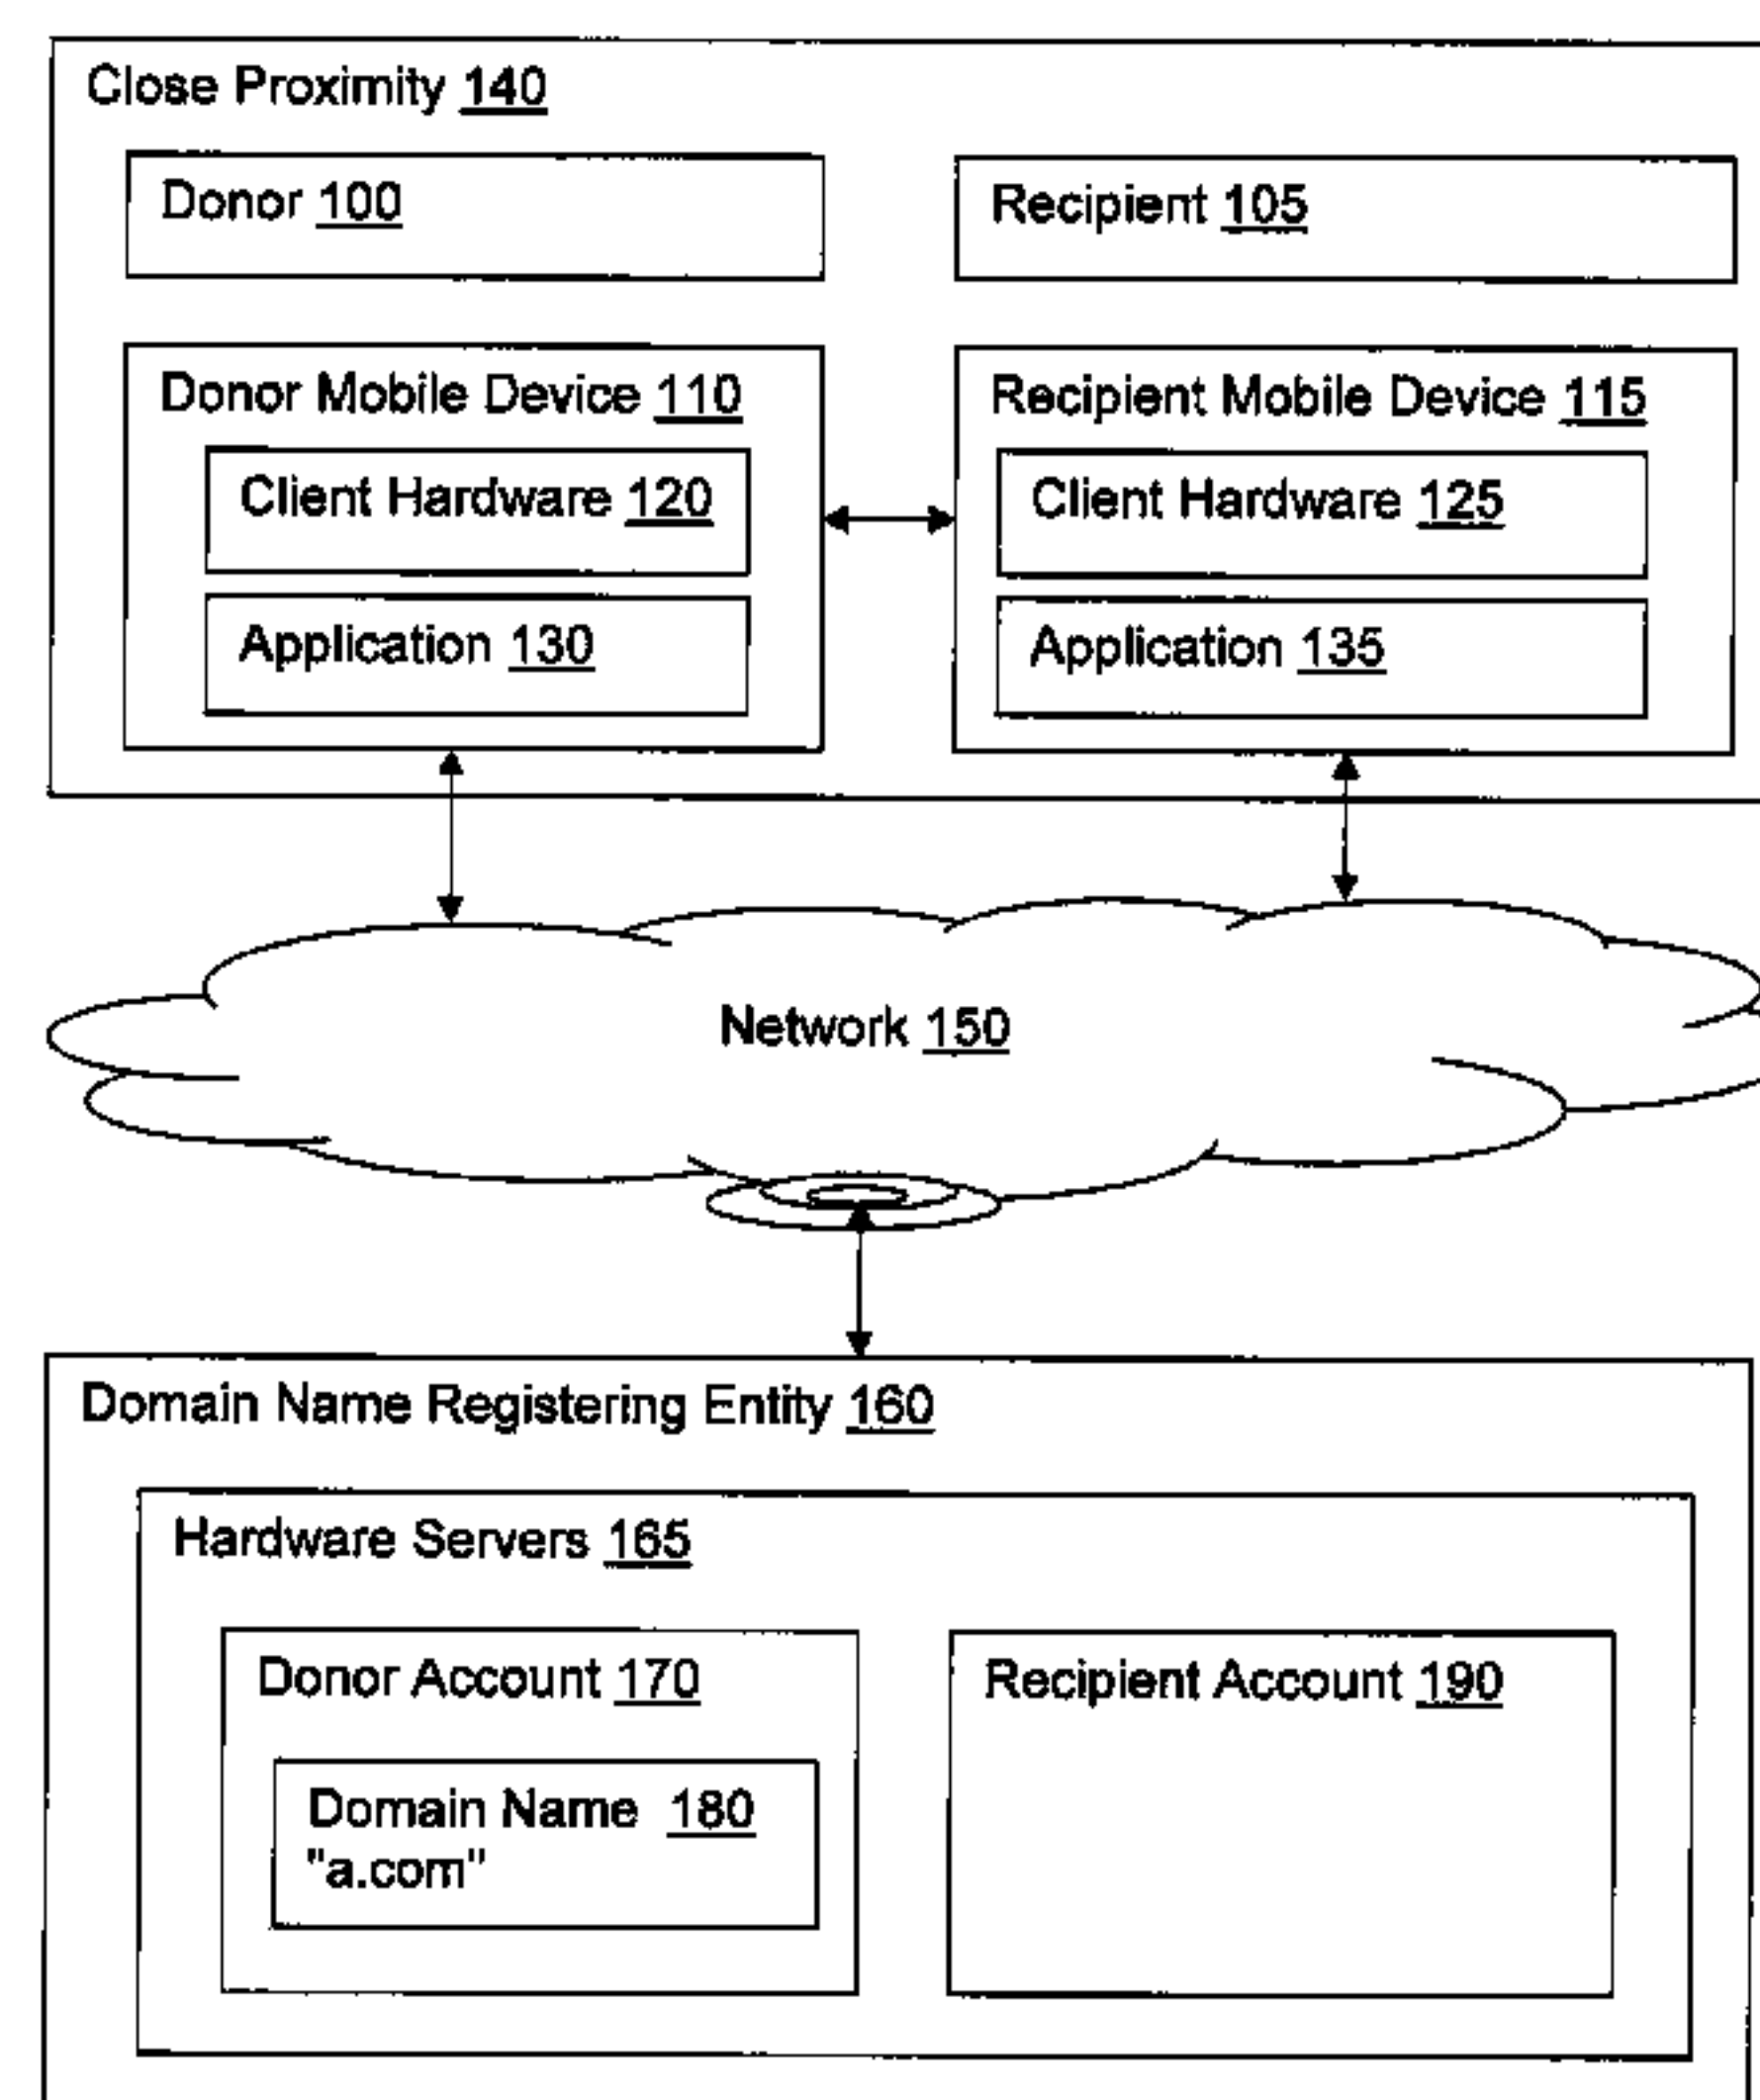 Close Proximity 140
Donor 100
Recipient 105
Donor Mobile Device 110
Client Hardware 120
Application 130
Recipient Mobile Device 115
Client Hardware 125
Application 135
Network 150
Domain Name Registering Entity 160
Hardware Servers 165
Donor Account 170
Domain Name 180
"a.com"
Recipient Account 190